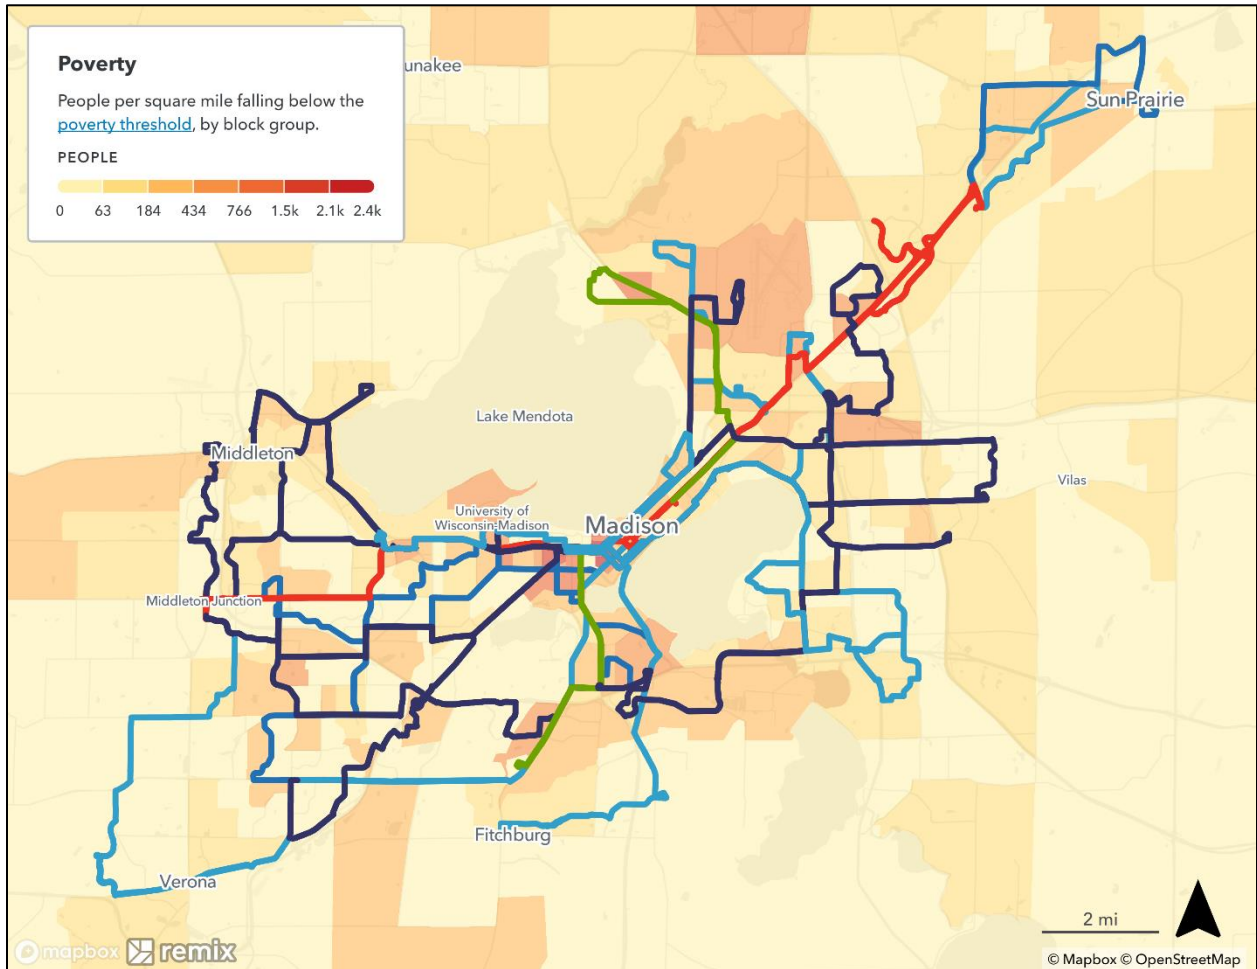 Poverty
People per square mile falling below the
poverty threshold, by block group.
PEOPLE
0 63 184 434 766 1.5k 2.1k 2.4k
unakee
Sun Prairie
Lake Mendota
Middleton
Vilas
University of
Wisconsin-Madison
Madison
Middleton Junction
Fitchburg
Verona
2 mi
mapbox remix
© Mapbox © OpenStreetMap